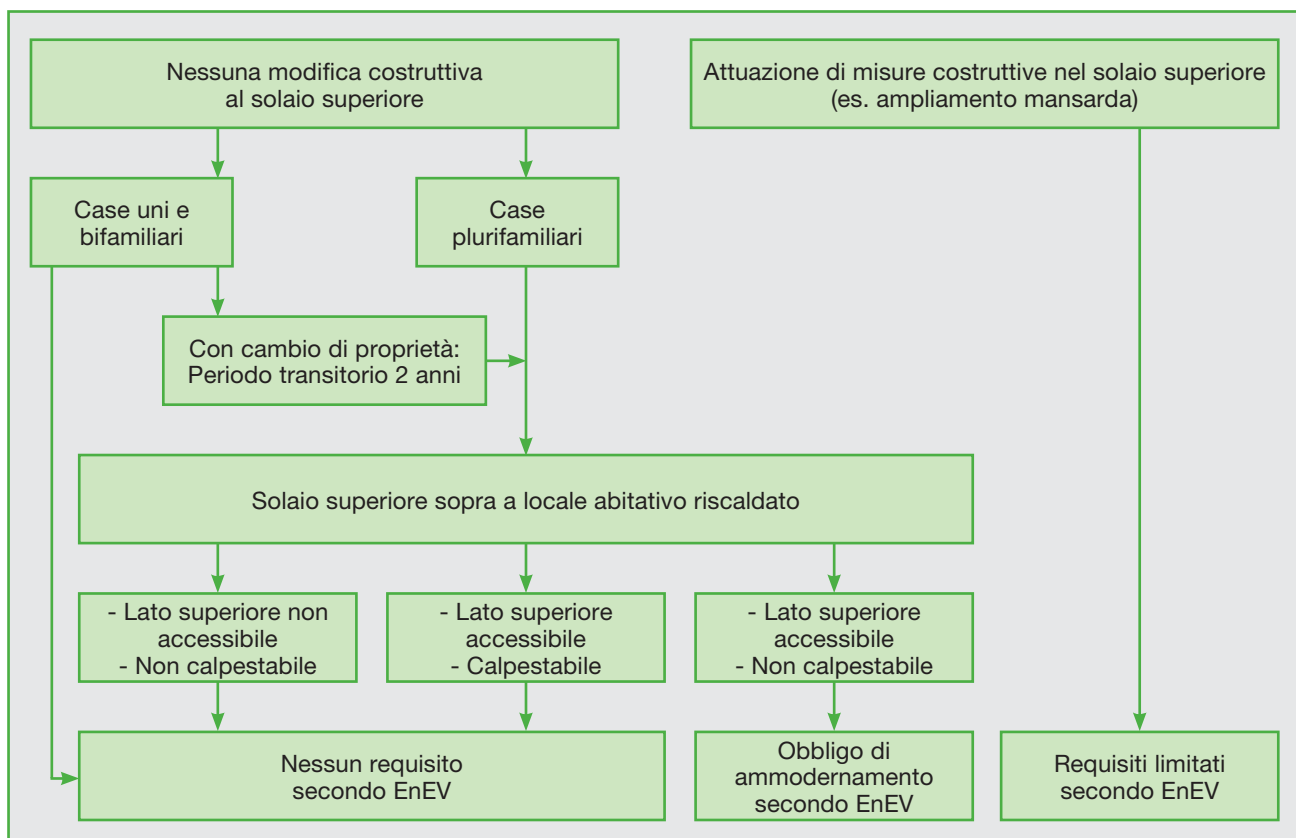 Nessuna modifica costruttiva
al solaio superiore
Attuazione di misure costruttive nel solaio superiore
(es. ampliamento mansarda)
Case uni e
bifamiliari
Case
plurifamiliari
Con cambio di proprietà:
Periodo transitorio 2 anni
Solaio superiore sopra a locale abitativo riscaldato
- Lato superiore non
accessibile
- Non calpestabile
- Lato superiore
accessibile
- Calpestabile
- Lato superiore
accessibile
- Non calpestabile
Nessun requisito
secondo EnEV
Obbligo di
ammodernamento
secondo EnEV
Requisiti limitati
secondo EnEV